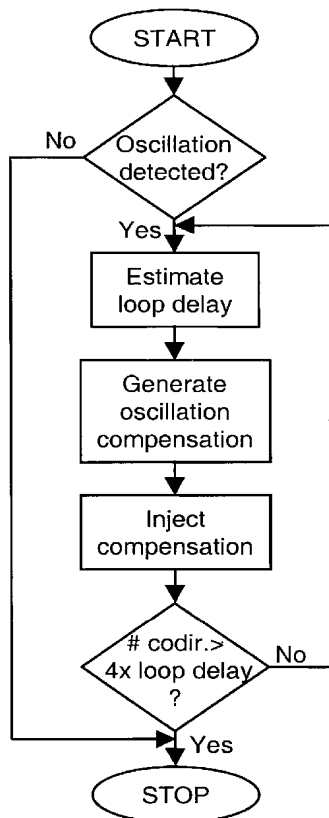 START
No
Oscillation
detected?
Yes
Estimate
loop delay
Generate
oscillation
compensation
Inject
compensation
# codir.>
4x loop delay
?
No
Yes
STOP